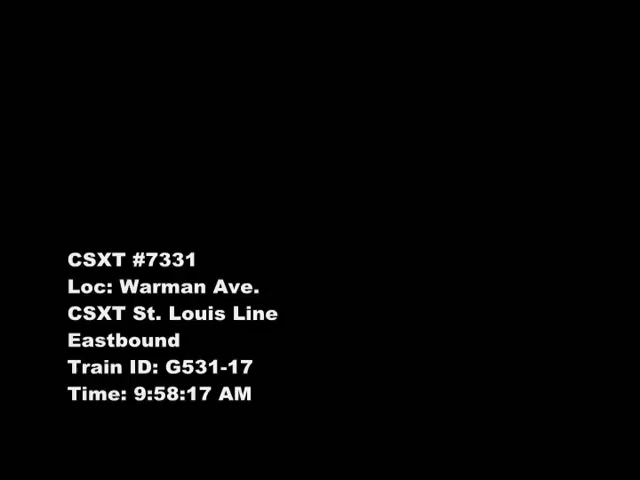 CSXT #7331
Loc: Warman Ave.
CSXT St. Louis Line
Eastbound
Train ID: G531-17
Time: 9:58:17 AM